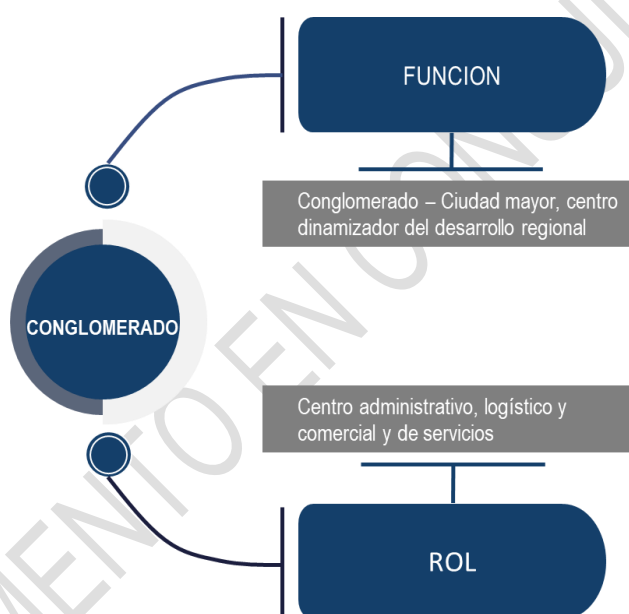 FUNCION
Conglomerado – Ciudad mayor, centro
dinamizador del desarrollo regional
CONGLOMERADO
Centro administrativo, logístico y
comercial y de servicios
ROL